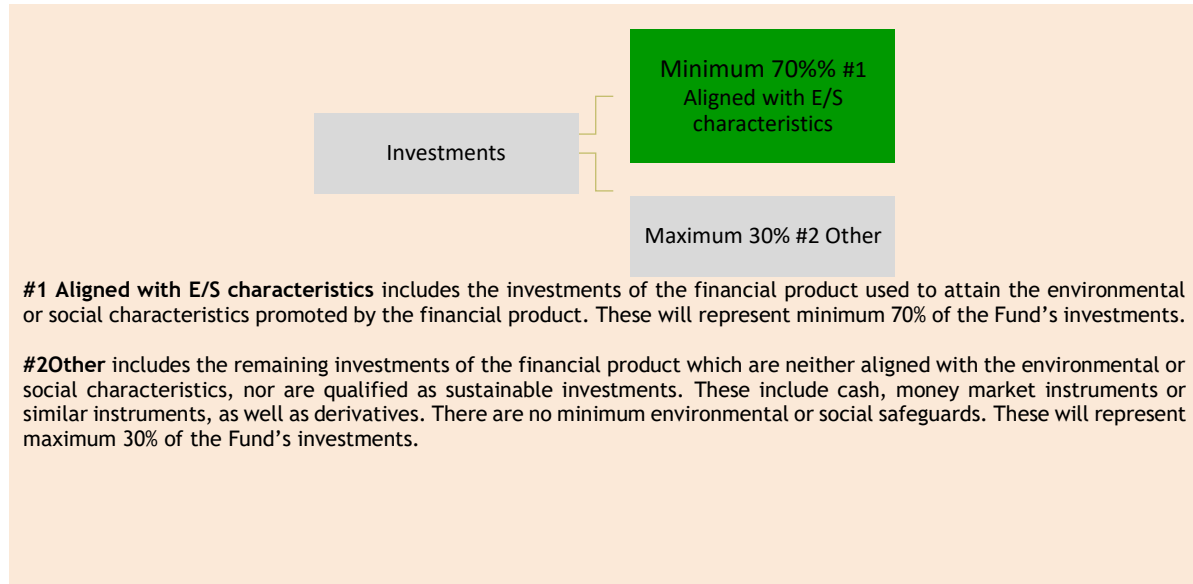 Minimum 70%% #1
Aligned with E/S
characteristics
Investments
Maximum 30% #2 Other
#1 Aligned with E/S characteristics includes the investments of the financial product used to attain the environmental
or social characteristics promoted by the financial product. These will represent minimum 70% of the Fund’s investments.
#2Other includes the remaining investments of the financial product which are neither aligned with the environmental or
social characteristics, nor are qualified as sustainable investments. These include cash, money market instruments or
similar instruments, as well as derivatives. There are no minimum environmental or social safeguards. These will represent
maximum 30% of the Fund’s investments.